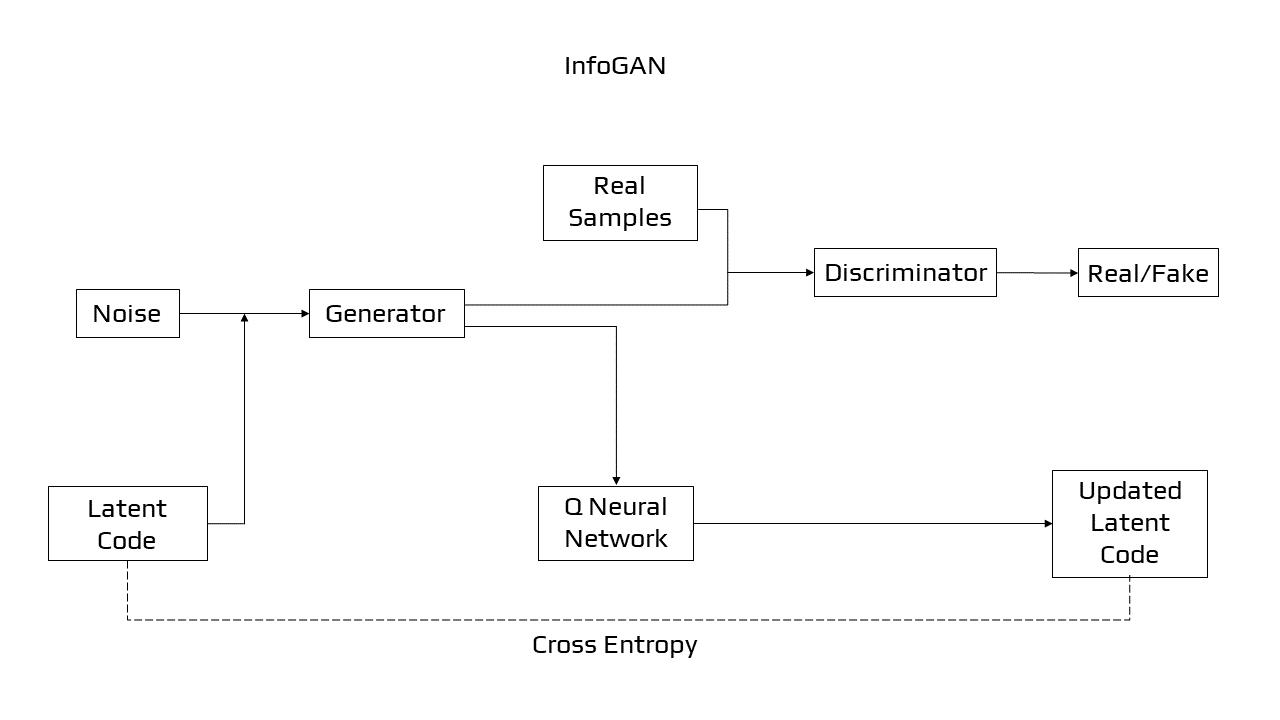 InfoGAN
Real
Samples
Discriminator
Real/Fake
Noise
Generator
Latent
Code
Q Neural
Network
Updated
Latent
Code
Cross Entropy